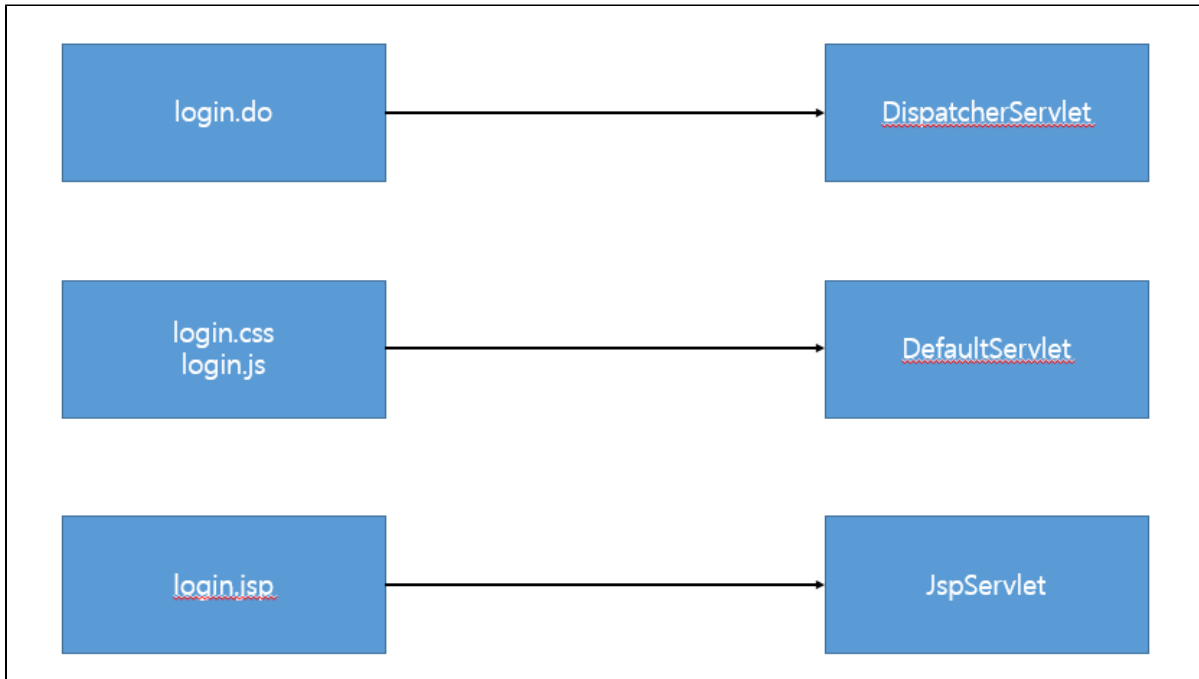 login.do
DispatcherServlet
login.css
login.js
DefaultServlet
login.jsp
JspServlet